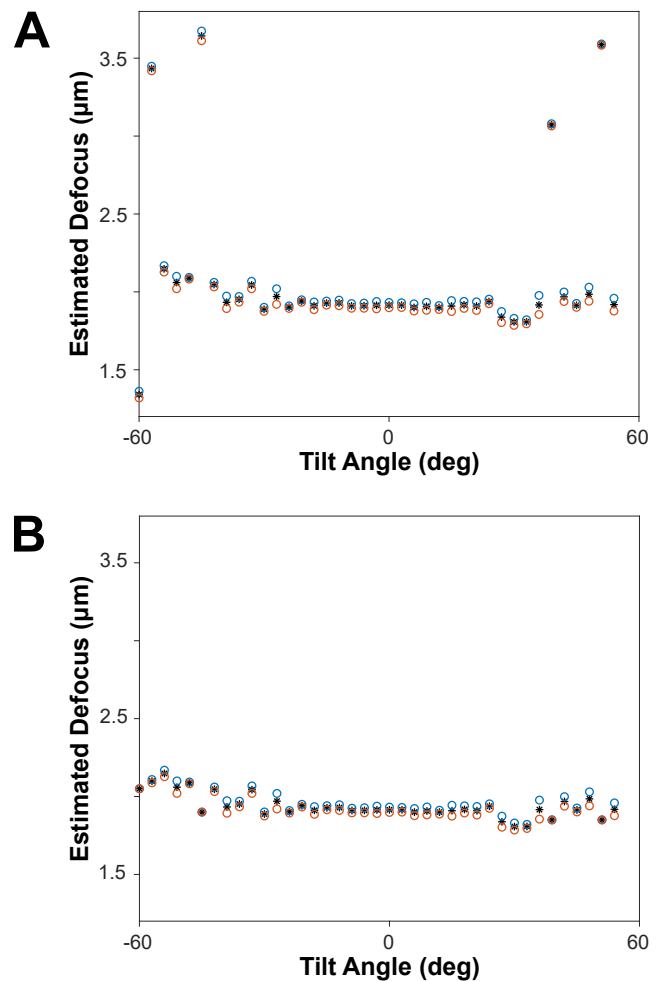 A
Estimated Defocus (μm)
3.5
2.5
1.5
-60
0
60
Tilt Angle (deg)
B
Estimated Defocus (μm)
3.5
2.5
1.5
-60
0
60
Tilt Angle (deg)